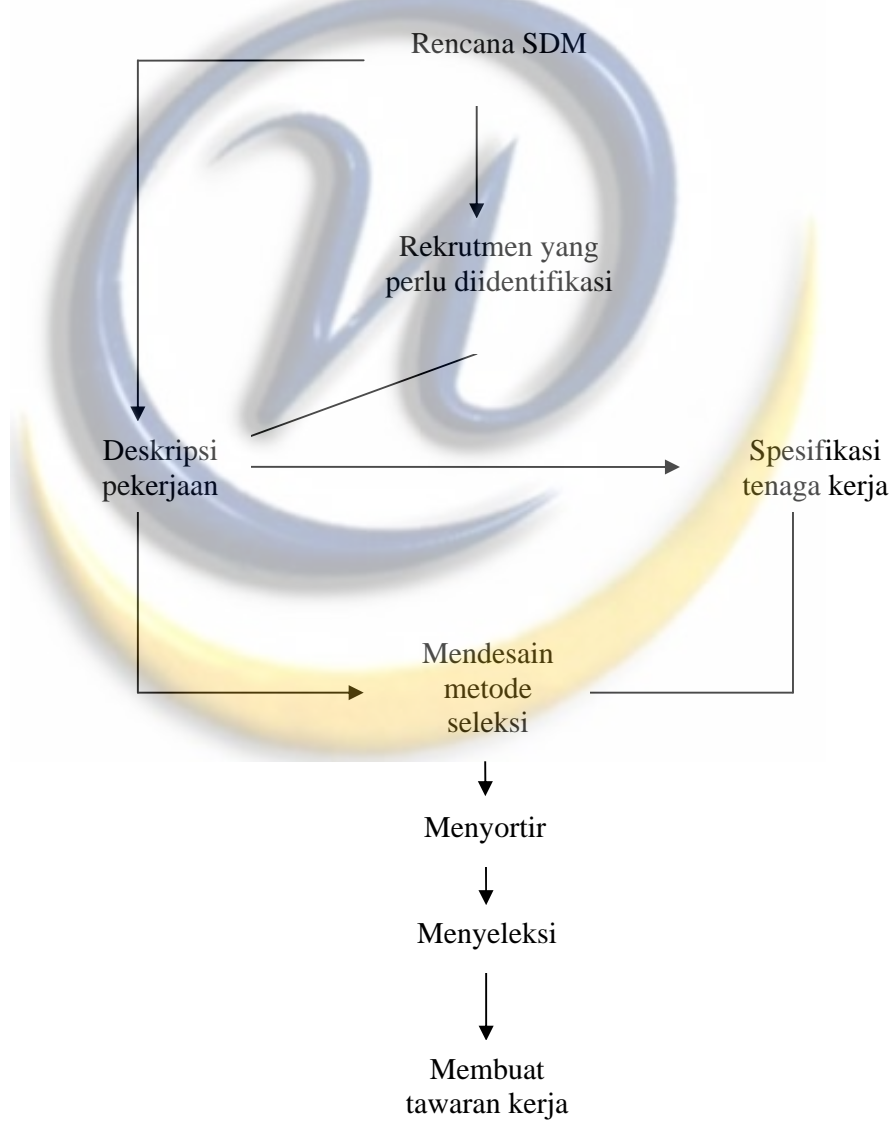 Rencana SDM
Rekrutmen yang
perlu diidentifikasi
Deskripsi
pekerjaan
Spesifikasi
tenaga kerja
Mendesain
metode
seleksi
Menyortir
Menyeleksi
Membuat
tawaran kerja